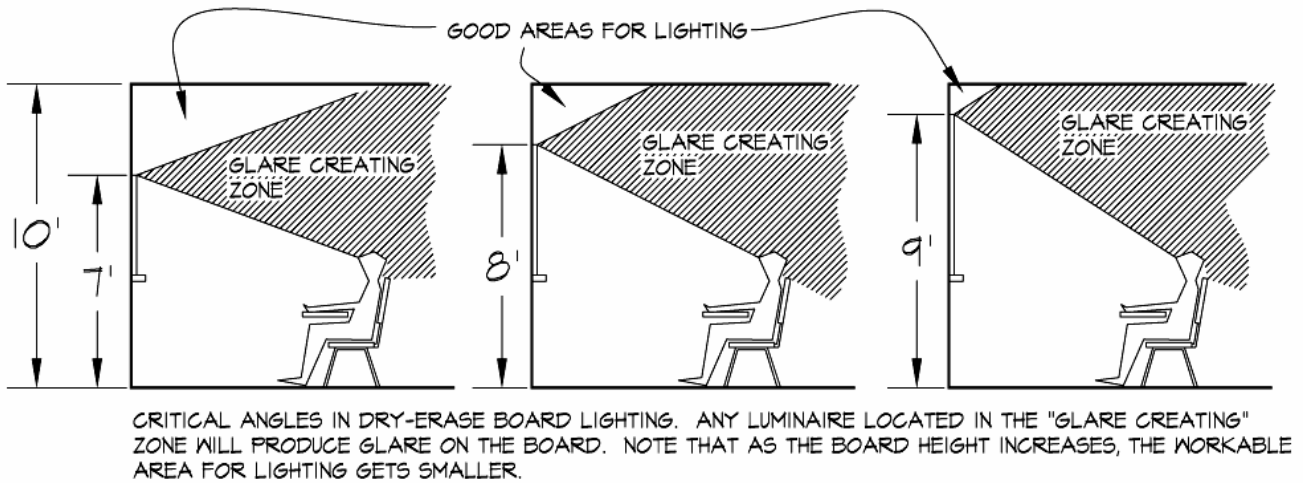 GOOD AREAS FOR LIGHTING
GLARE CREATING
ZONE
GLARE CREATING
ZONE
GLARE CREATING
ZONE
10'
7'
8'
9'
CRITICAL ANGLES IN DRY-ERASE BOARD LIGHTING. ANY LUMINAIRE LOCATED IN THE "GLARE CREATING"
ZONE WILL PRODUCE GLARE ON THE BOARD. NOTE THAT AS THE BOARD HEIGHT INCREASES, THE WORKABLE
AREA FOR LIGHTING GETS SMALLER.